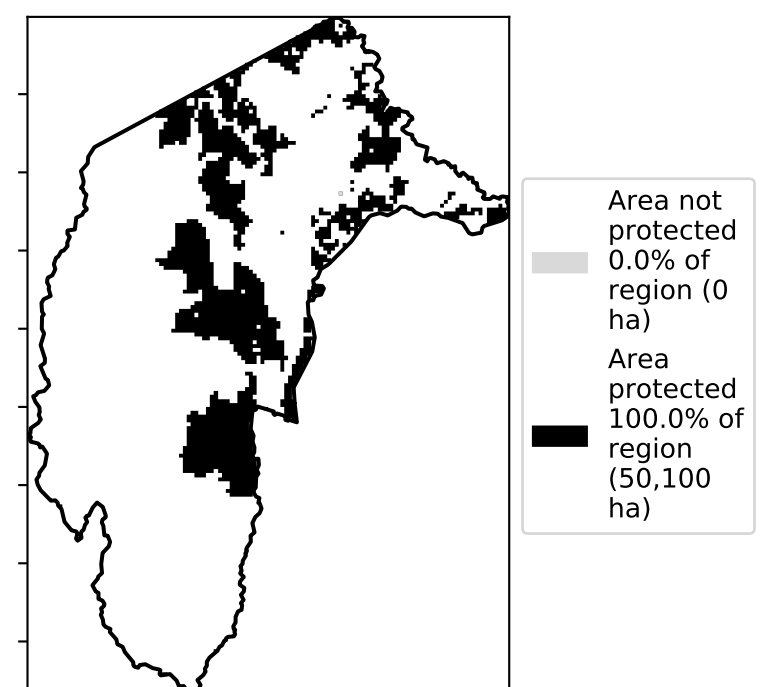 Area not
protected
0.0% of
region (0
ha)
Area
protected
100.0% of
region
(50,100
ha)